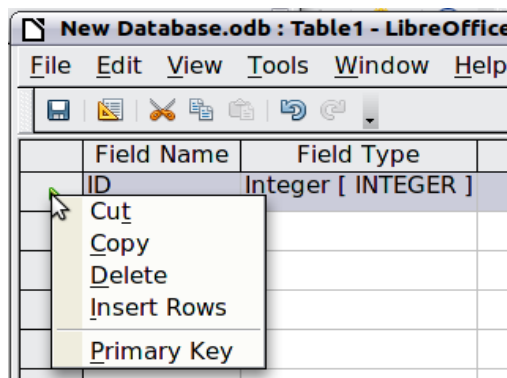 New Database.odb : Table1 - LibreOffice
File Edit View Tools Window Help
Field Name Field Type
ID Integer [ INTEGER ]
Cut
Copy
Delete
Insert Rows
Primary Key